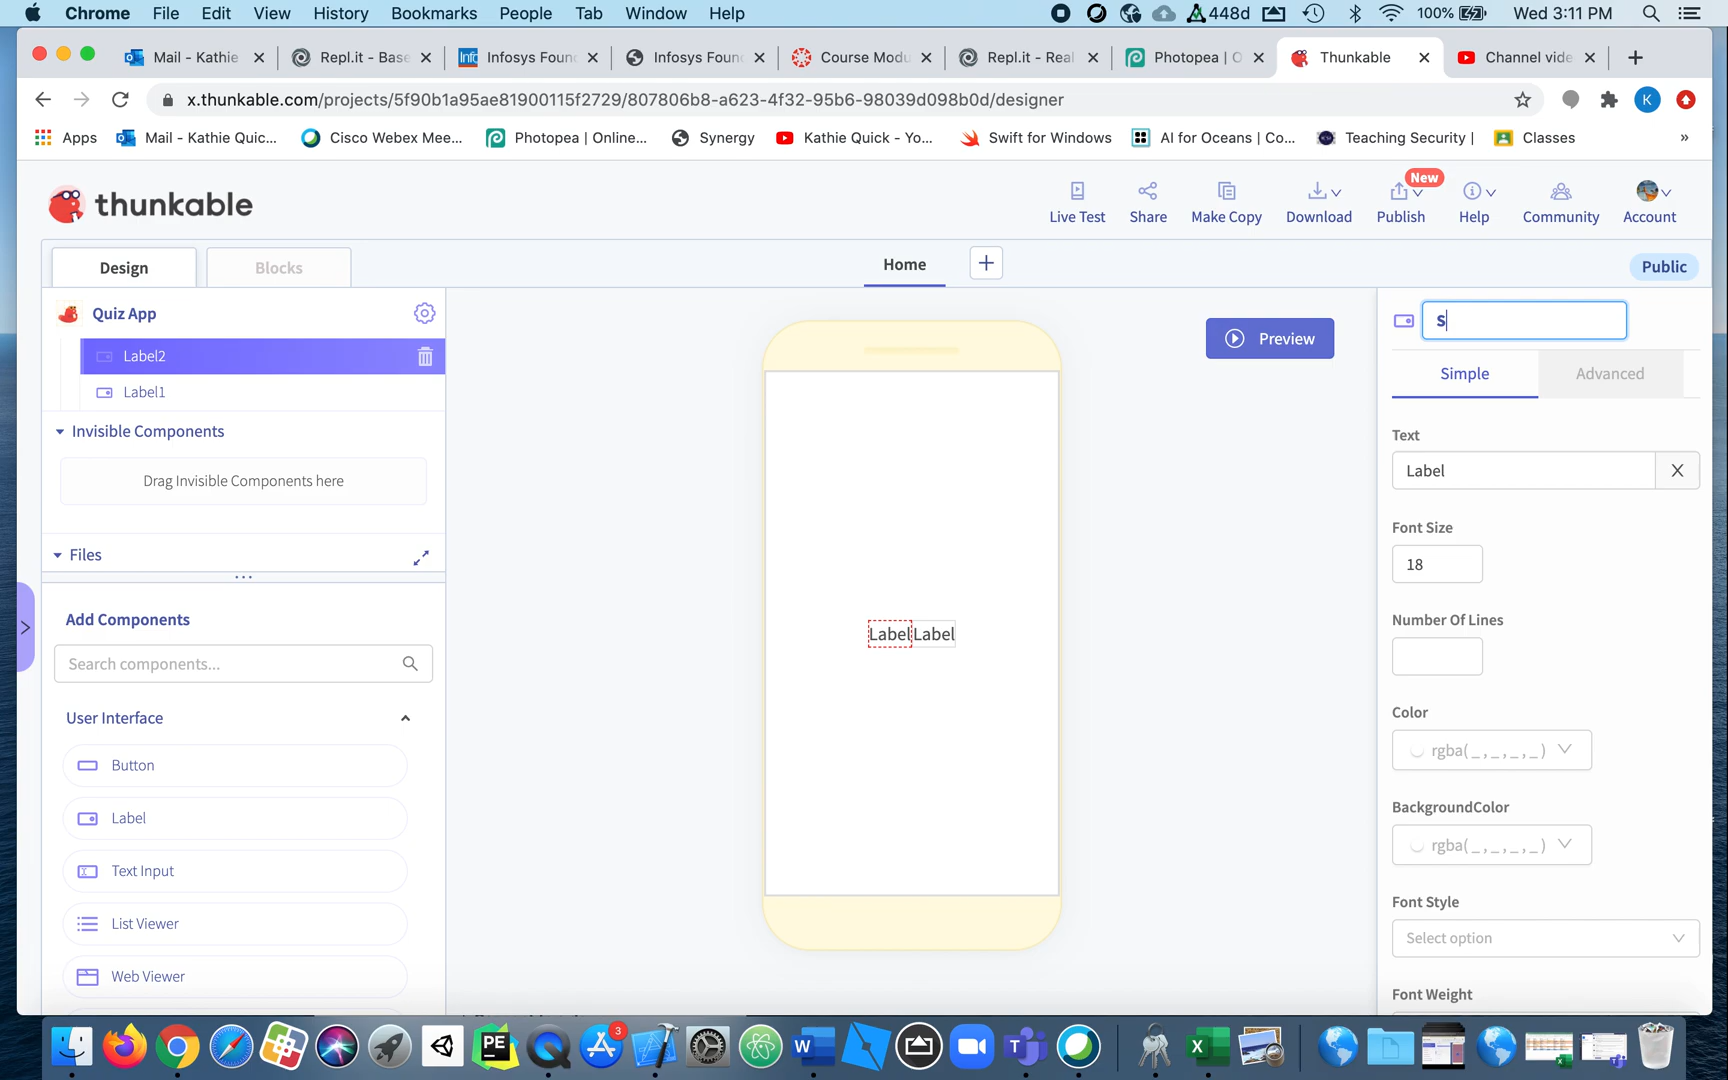 Chrome File Edit View History Bookmarks People Tab Window Help 448d 100% Wed 3:11 PM
Mail - Kathie Repl.it - Base Infosys Foun Infosys Foun Course Modu Repl.it - Real Photopea | O Thunkable Channel vide
x.thunkable.com/projects/5f90b1a95ae81900115f2729/807806b8-a623-4f32-95b6-98039d098b0d/designer K
Apps Mail - Kathie Quic... Cisco Webex Mee... Photopea | Online... Synergy Kathie Quick - Yo... Swift for Windows AI for Oceans | Co... Teaching Security | Classes »
New
thunkable
Live Test Share Make Copy Download Publish Help Community Account
Design Blocks Home + Public
Quiz App
S
Preview
Label2
Label1
Simple Advanced
Invisible Components
Text
Drag Invisible Components here
Label X
Font Size
Files
18
Add Components
Number Of Lines
Label Label
Search components...
Color
User Interface
rgba(_,_,_,_)
Button
BackgroundColor
Label
rgba(_,_,_,_)
Text Input
Font Style
List Viewer
Select option
Web Viewer
Font Weight
3
PE W T X